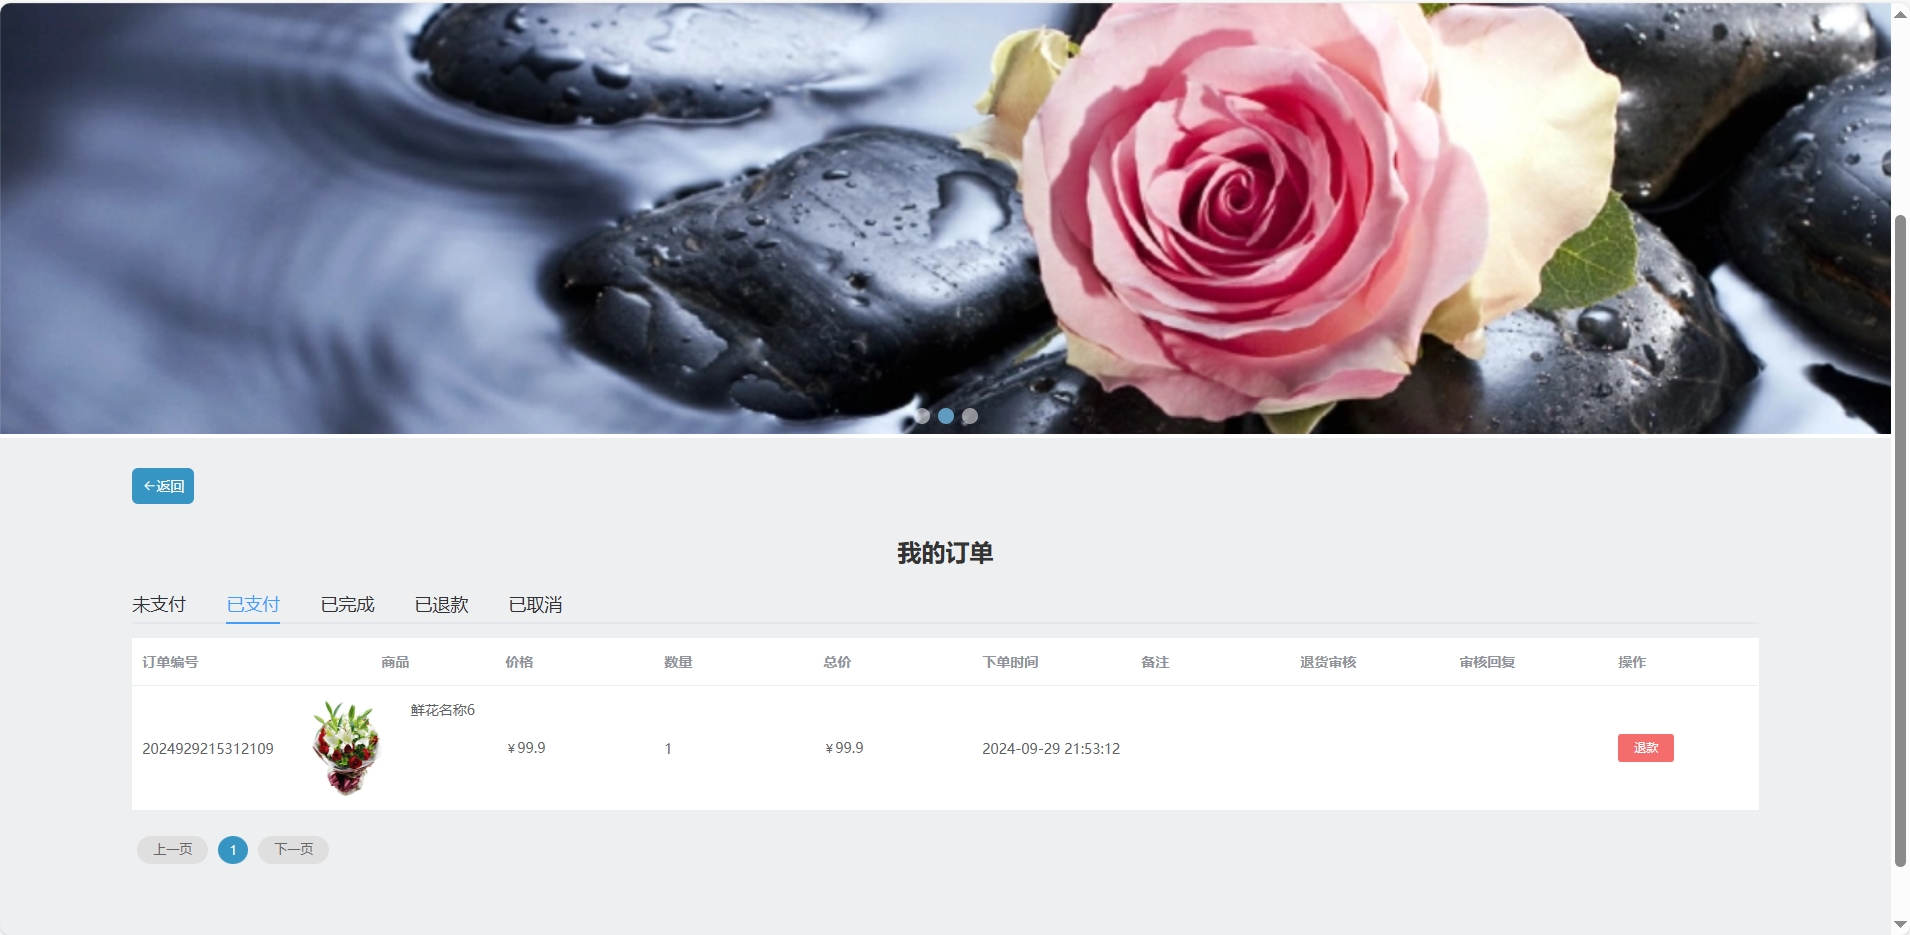 ←返回
我的订单
未支付 已支付 已完成 已退款 已取消
订单编号 商品 价格 数量 总价 下单时间 备注 退货审核 审核回复 操作
鲜花名称6
2024929215312109 ￥99.9 1 ￥99.9 2024-09-29 21:53:12 退款
上一页 1 下一页